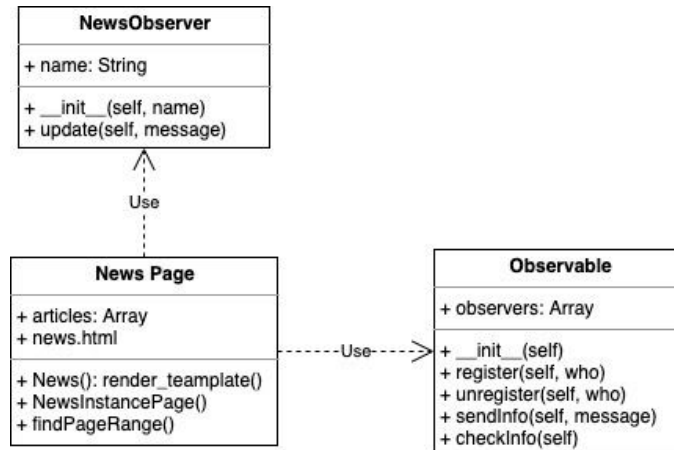 NewsObserver
+ name: String
+ __init__(self, name)
+ update(self, message)
Use
News Page
+ articles: Array
+ news.html
+ News(): render_teamplate()
+ NewsInstancePage()
+ findPageRange()
Use
Observable
+ observers: Array
+ __init__(self)
+ register(self, who)
+ unregister(self, who)
+ sendInfo(self, message)
+ checkInfo(self)